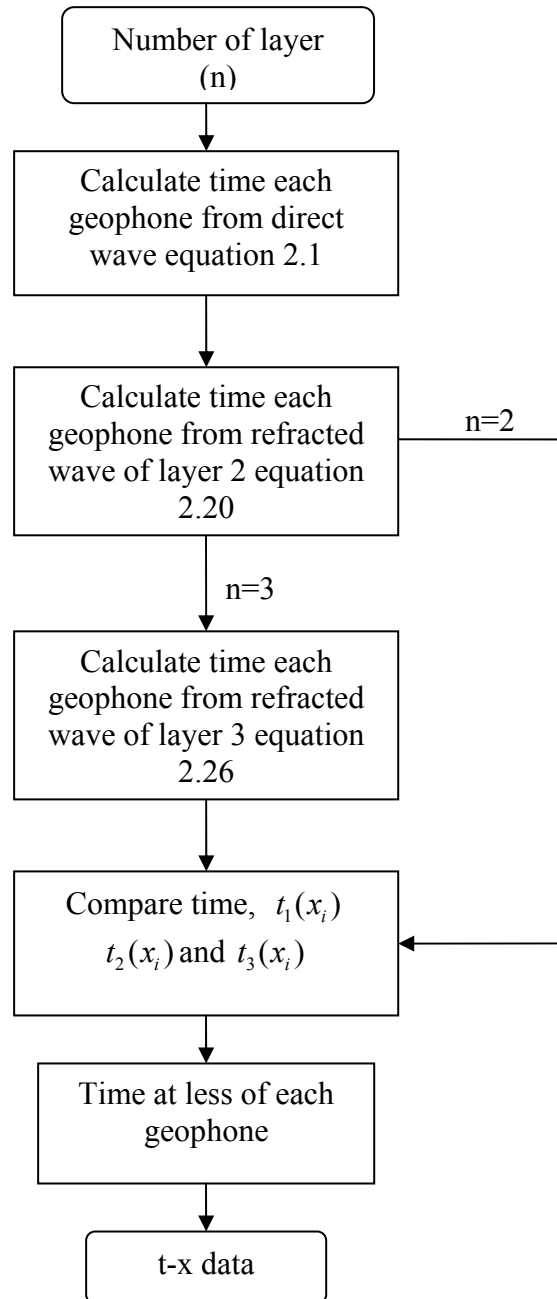 Number of layer
(n)
Calculate time each
geophone from direct
wave equation 2.1
Calculate time each
geophone from refracted
wave of layer 2 equation
2.20
n=2
n=3
Calculate time each
geophone from refracted
wave of layer 3 equation
2.26
Compare time, t₁(xᵢ)
t₂(xᵢ) and t₃(xᵢ)
Time at less of each
geophone
t-x data